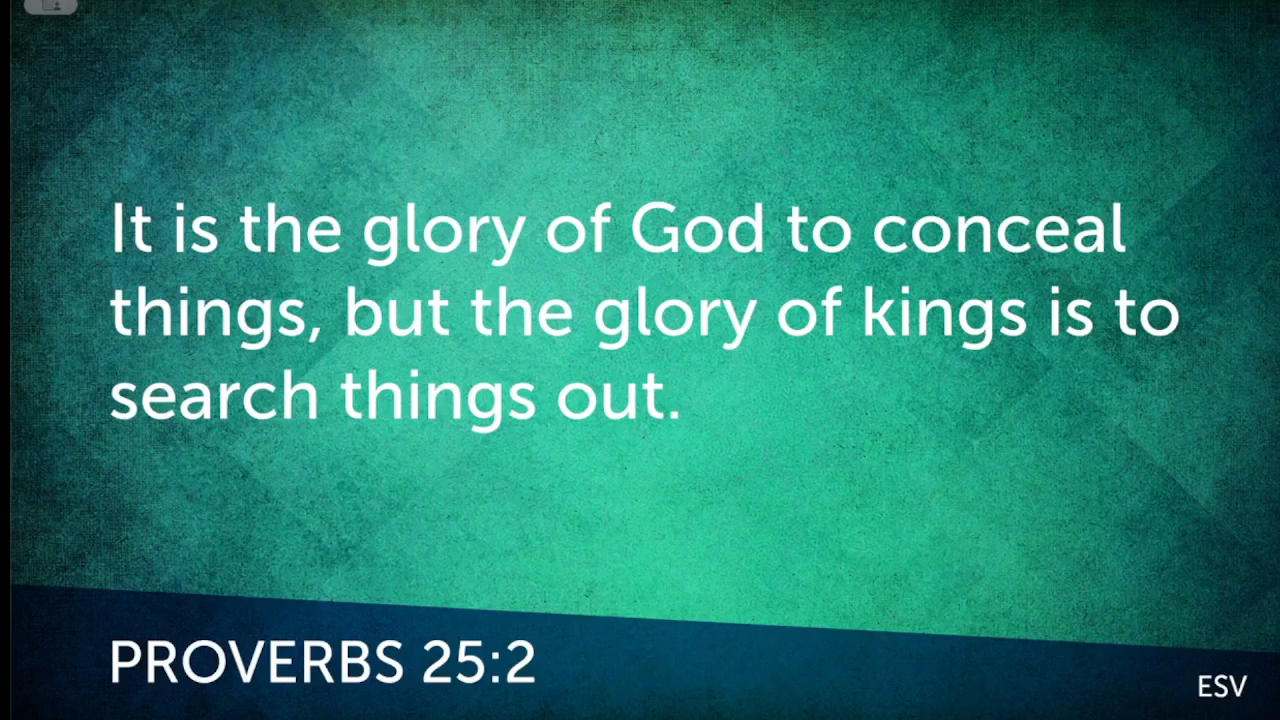 It is the glory of God to conceal
things, but the glory of kings is to
search things out.
PROVERBS 25:2
ESV